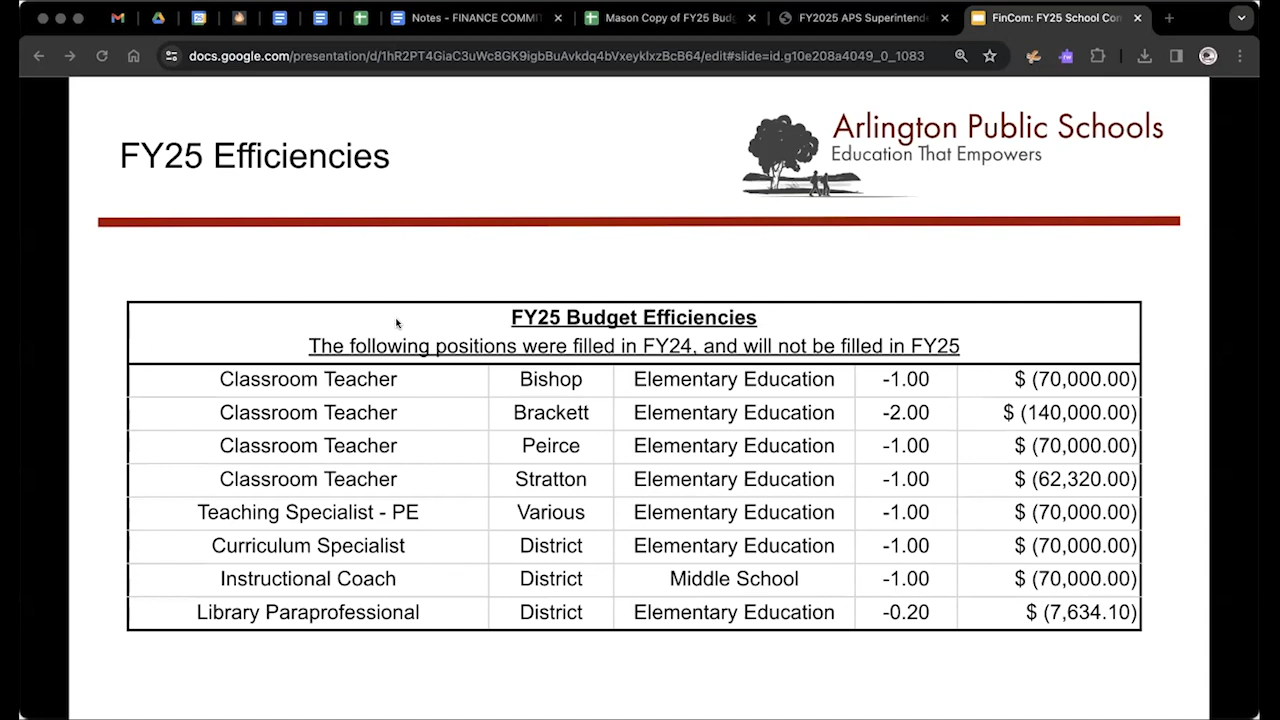 Notes - FINANCE COMMIT
Mason Copy of FY25 Budg
FY2025 APS Superintend
FinCom: FY25 School Com
docs.google.com/presentation/d/1hR2PT4GiaC3uWc8GK9igbBuAvkdq4bVxeyklxzBcB64/edit#slide=id.g10e208a4049_0_1083
FY25 Efficiencies
Arlington Public Schools
Education That Empowers
FY25 Budget Efficiencies
The following positions were filled in FY24, and will not be filled in FY25
Classroom Teacher Bishop Elementary Education -1.00 $ (70,000.00)
Classroom Teacher Brackett Elementary Education -2.00 $ (140,000.00)
Classroom Teacher Peirce Elementary Education -1.00 $ (70,000.00)
Classroom Teacher Stratton Elementary Education -1.00 $ (62,320.00)
Teaching Specialist - PE Various Elementary Education -1.00 $ (70,000.00)
Curriculum Specialist District Elementary Education -1.00 $ (70,000.00)
Instructional Coach District Middle School -1.00 $ (70,000.00)
Library Paraprofessional District Elementary Education -0.20 $ (7,634.10)